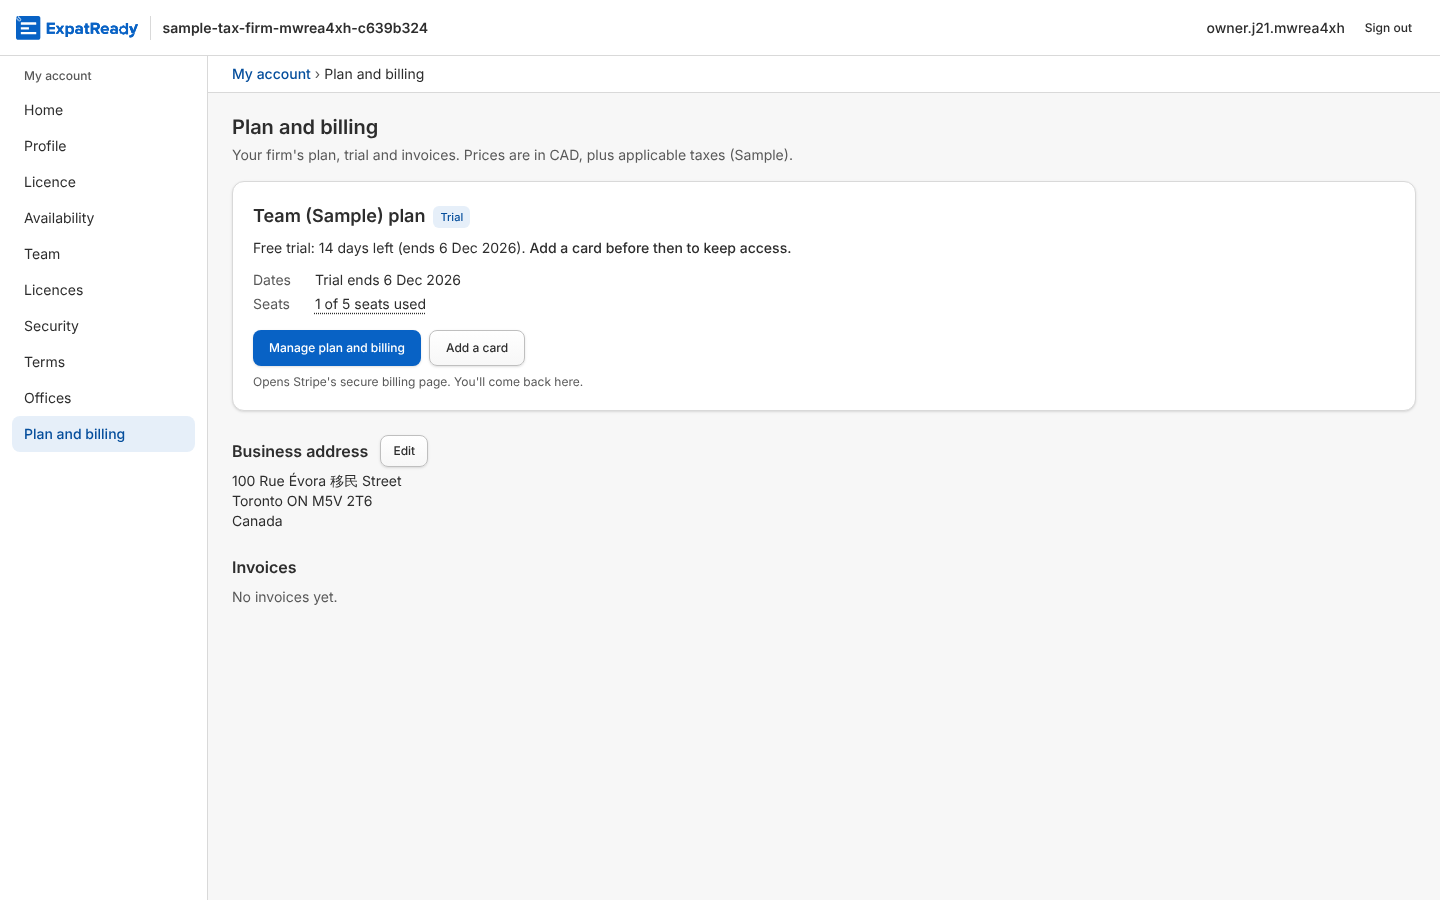 ExpatReady
sample-tax-firm-mwrea4xh-c639b324
owner.j21.mwrea4xh
Sign out
My account
Home
Profile
Licence
Availability
Team
Licences
Security
Terms
Offices
Plan and billing
My account › Plan and billing
Plan and billing
Your firm's plan, trial and invoices. Prices are in CAD, plus applicable taxes (Sample).
Team (Sample) plan Trial
Free trial: 14 days left (ends 6 Dec 2026). Add a card before then to keep access.
Dates Trial ends 6 Dec 2026
Seats 1 of 5 seats used
Manage plan and billing Add a card
Opens Stripe's secure billing page. You'll come back here.
Business address Edit
100 Rue Évora 移民 Street
Toronto ON M5V 2T6
Canada
Invoices
No invoices yet.